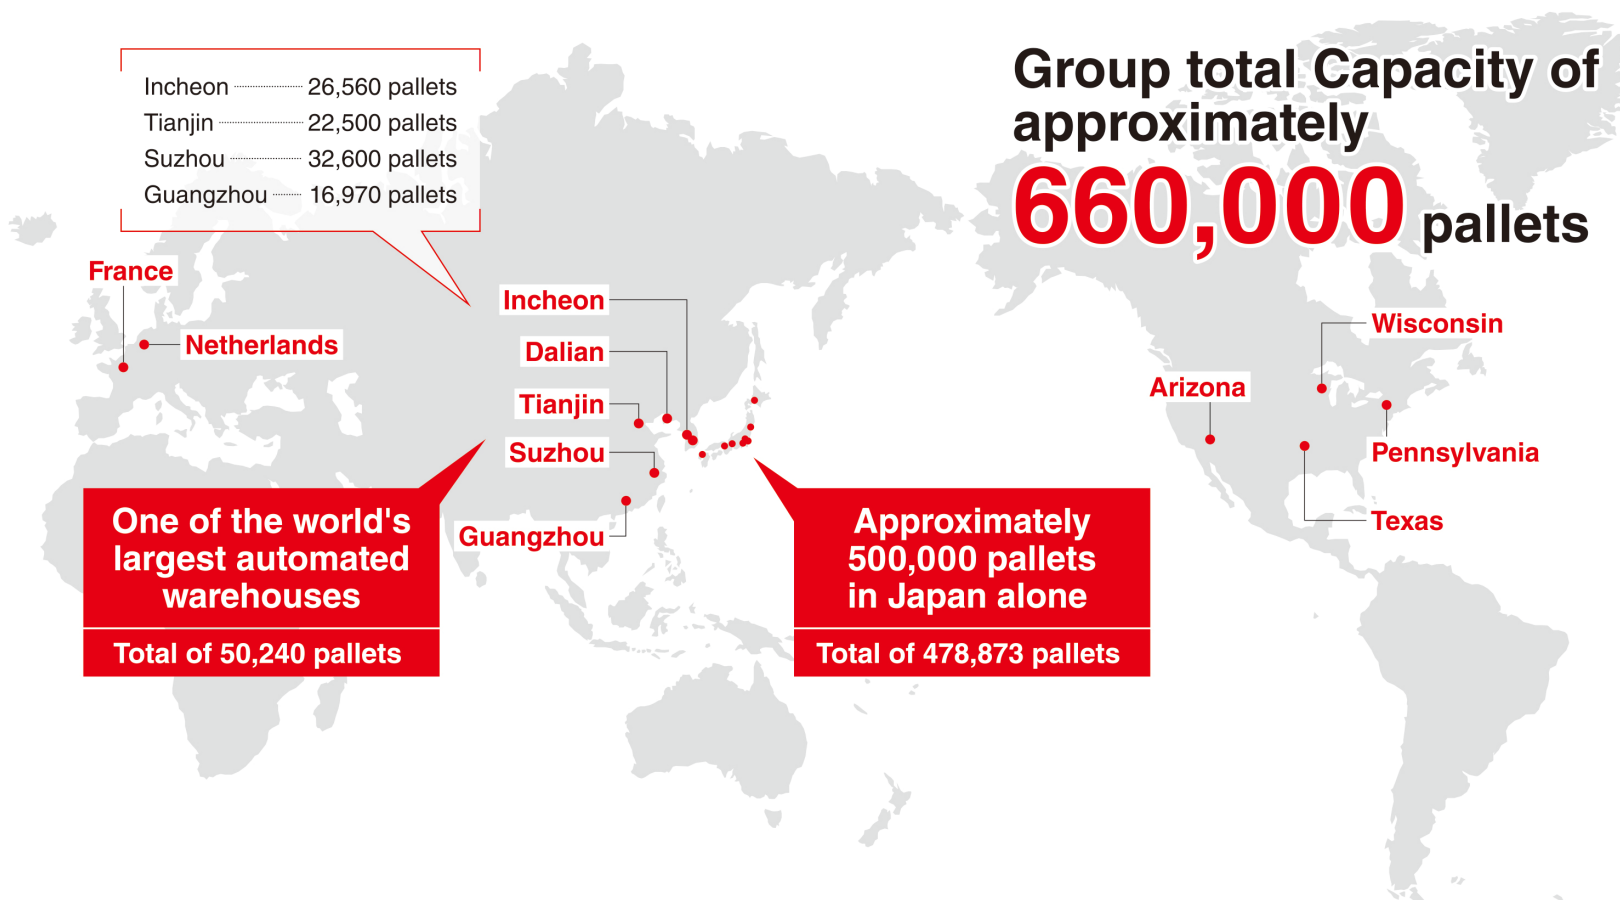 Group total Capacity of
approximately
660,000 pallets
Incheon 26,560 pallets
Tianjin 22,500 pallets
Suzhou 32,600 pallets
Guangzhou 16,970 pallets
France
Netherlands
Incheon
Dalian
Tianjin
Suzhou
Guangzhou
Wisconsin
Arizona
Pennsylvania
Texas
One of the world's
largest automated
warehouses
Total of 50,240 pallets
Approximately
500,000 pallets
in Japan alone
Total of 478,873 pallets